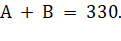 A + B = 330.